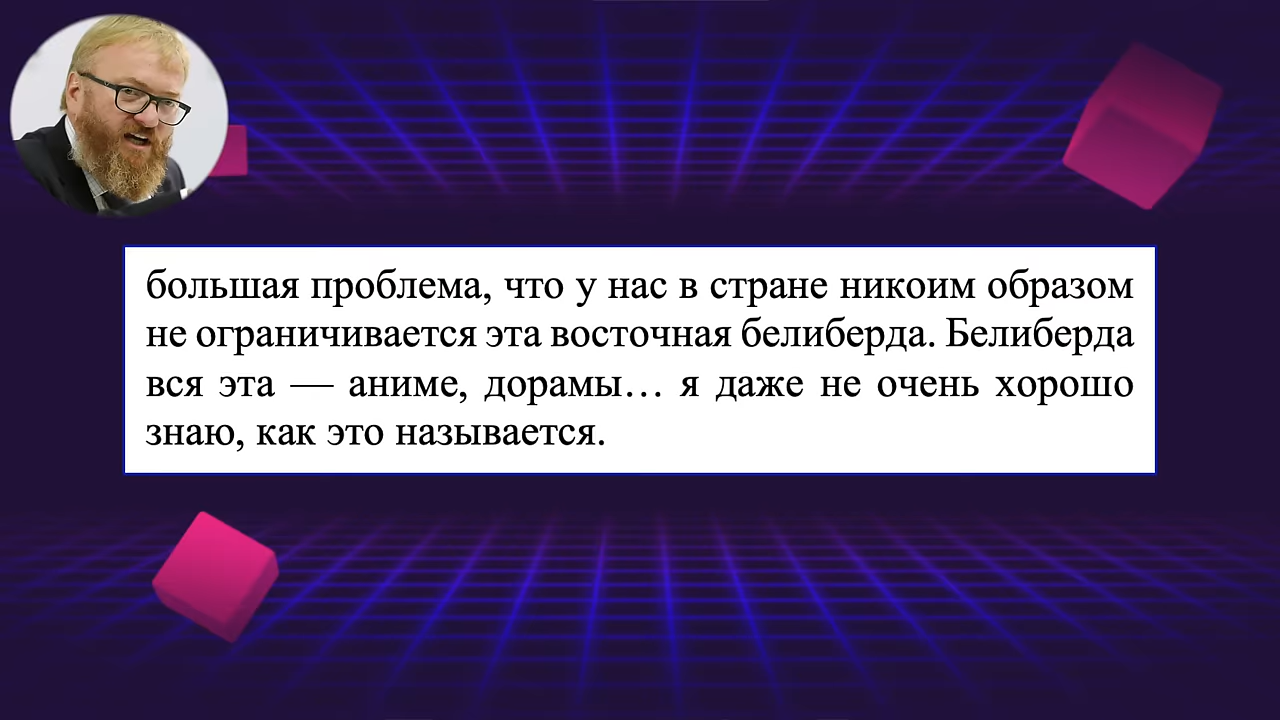 большая проблема, что у нас в стране никоим образом
не ограничивается эта восточная белиберда. Белиберда
вся эта — аниме, дорамы… я даже не очень хорошо
знаю, как это называется.